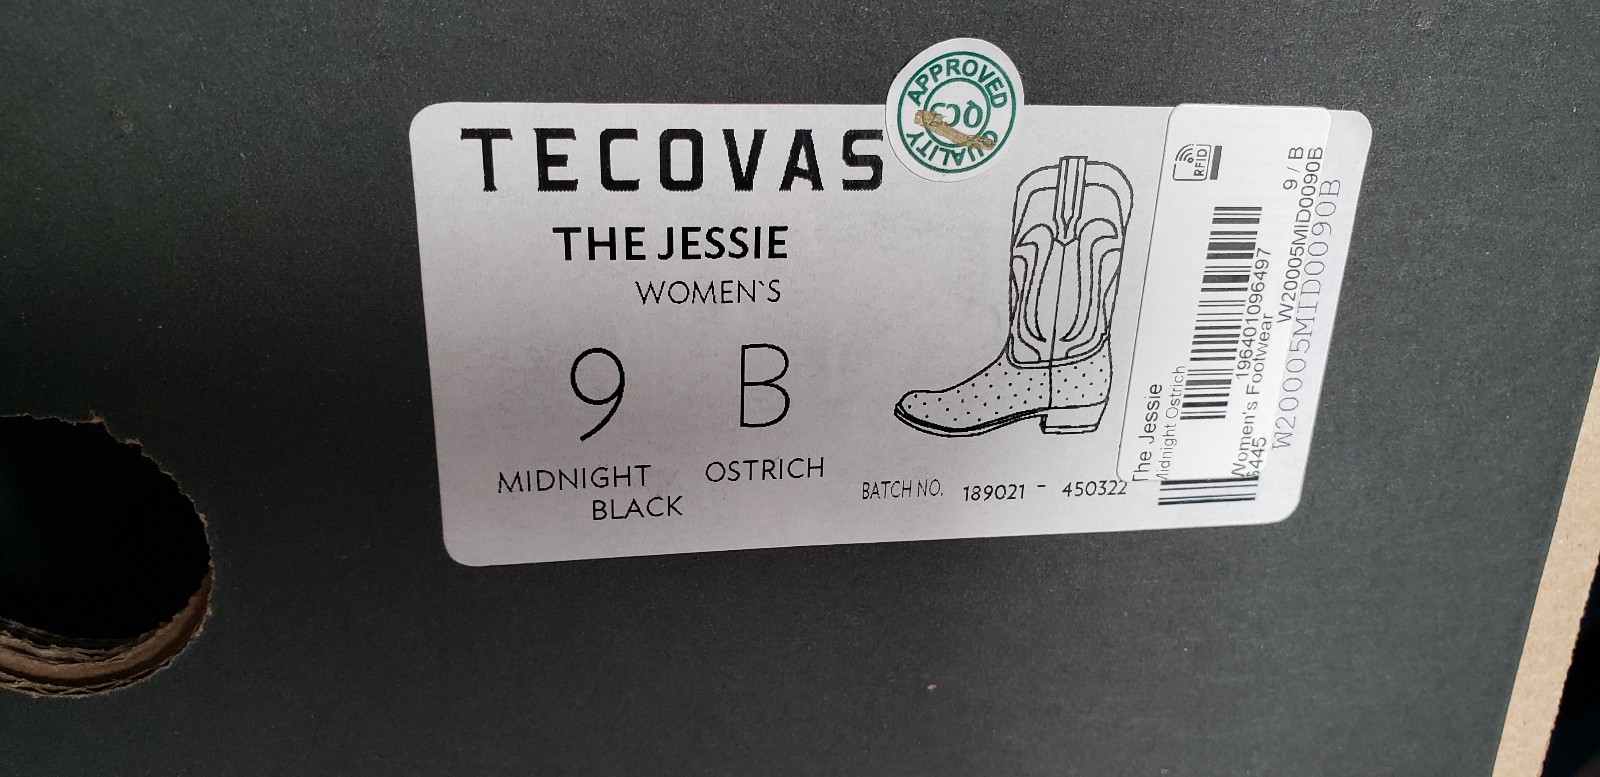 TECOVAS
THE JESSIE
WOMEN`S
9 B
MIDNIGHT BLACK
OSTRICH
BATCH NO. 189021 - 450322
APPROVED
QC
QUALITY
RFID
The Jessie
Midnight Ostrich
196401096497
Women's Footwear
9 / B
W20005MID0090B
W20005MID0090B